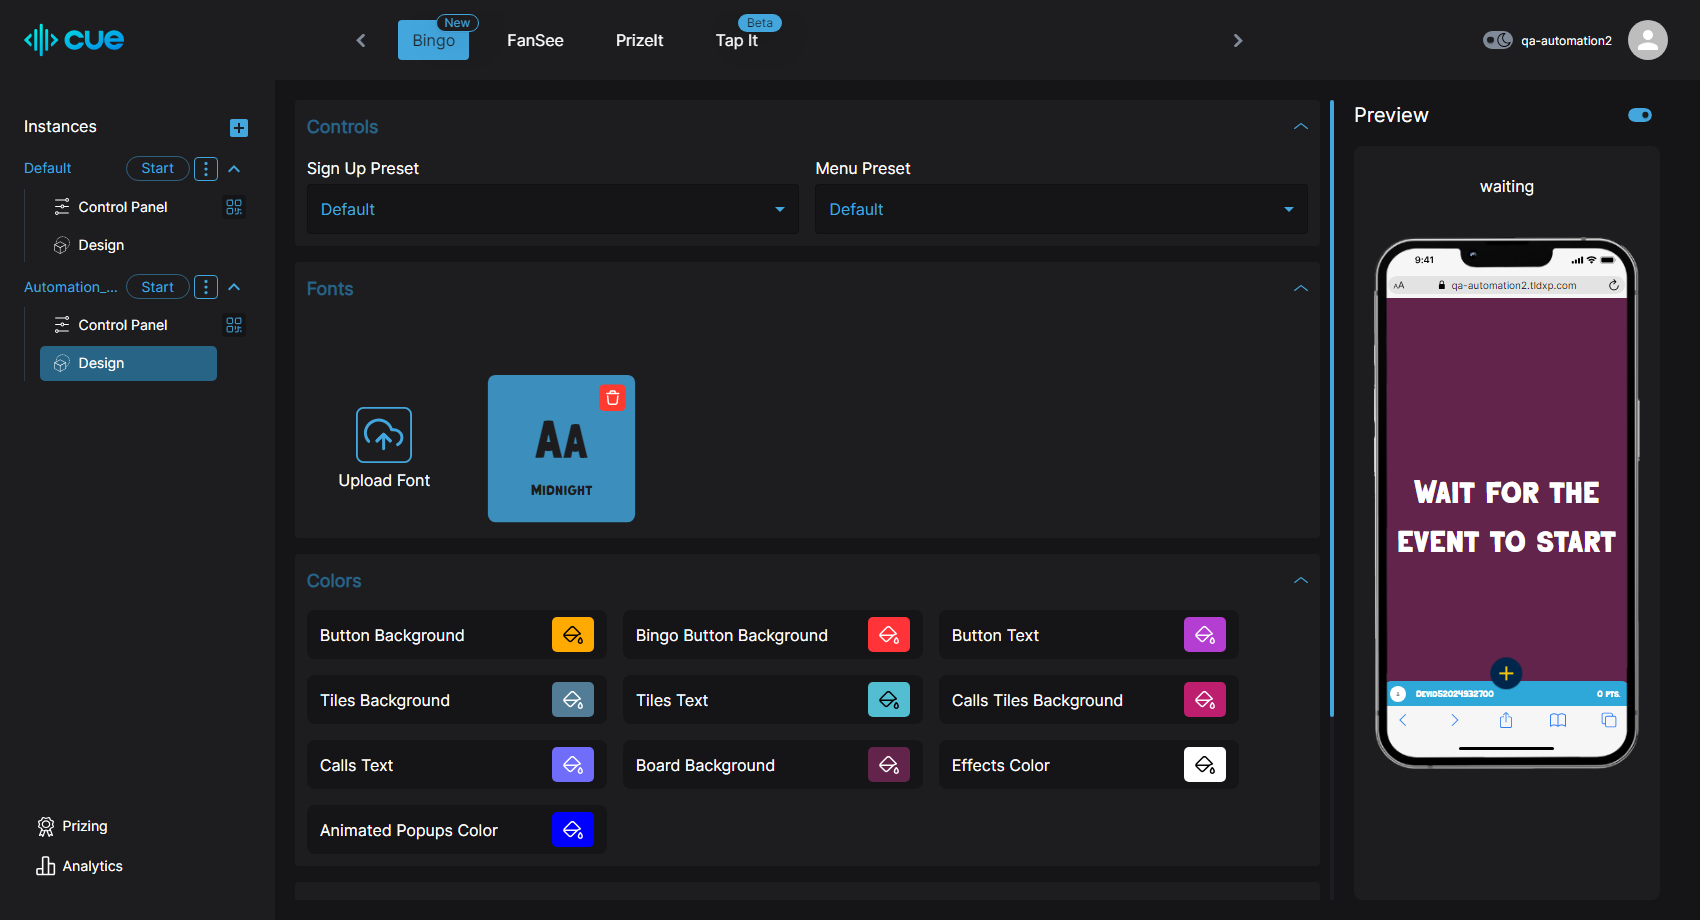 cue
Bingo
New
FanSee
PrizeIt
Tap It
Beta
qa-automation2
Instances
Default
Start
Control Panel
Design
Automation_...
Start
Control Panel
Design
Prizing
Analytics
Controls
Sign Up Preset
Menu Preset
Default
Default
Fonts
Upload Font
Aa
Midnight
Colors
Button Background
Bingo Button Background
Button Text
Tiles Background
Tiles Text
Calls Tiles Background
Calls Text
Board Background
Effects Color
Animated Popups Color
Preview
waiting
9:41
AA
qa-automation2.tldxp.com
Wait for the
event to start
Devid52024932700
0 pts.